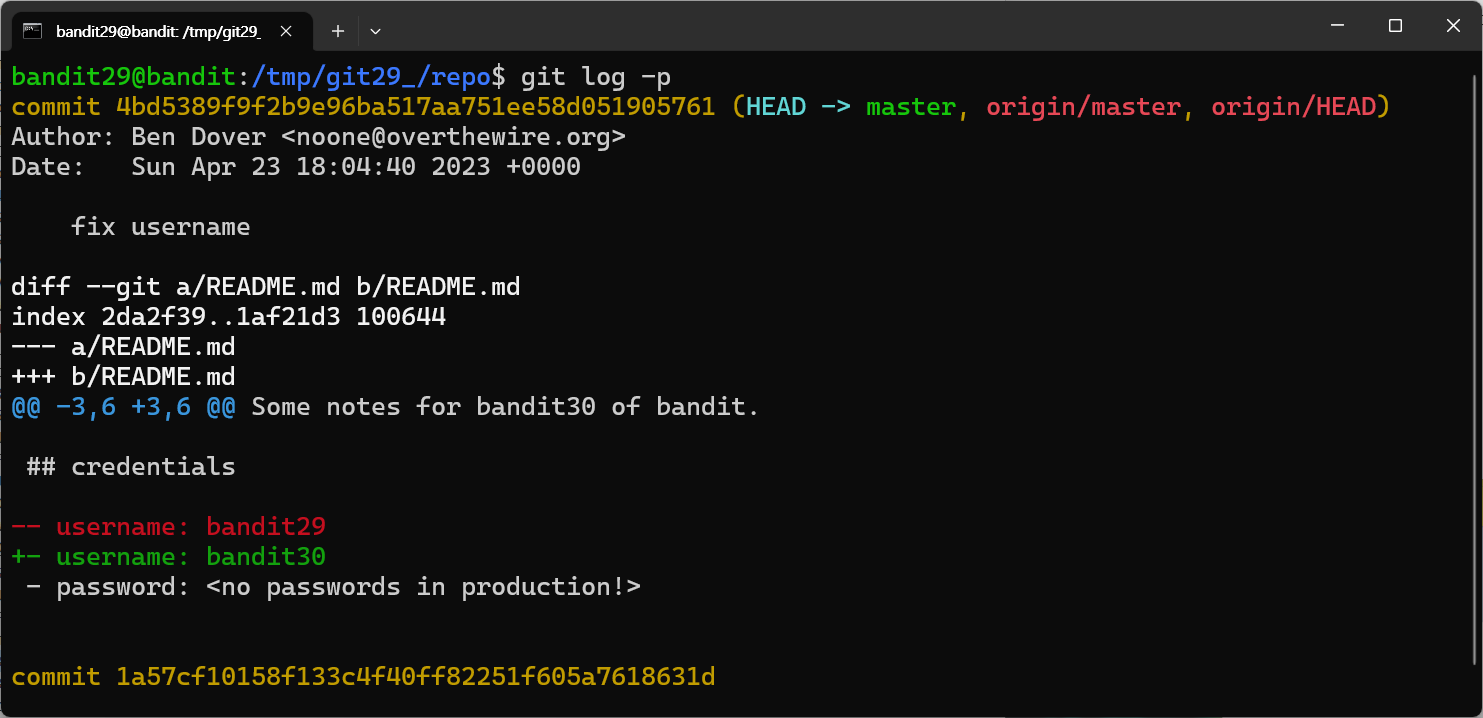 bandit29@bandit: /tmp/git29_
bandit29@bandit:/tmp/git29_/repo$ git log -p
commit 4bd5389f9f2b9e96ba517aa751ee58d051905761 (HEAD -> master, origin/master, origin/HEAD)
Author: Ben Dover <noone@overthewire.org>
Date:   Sun Apr 23 18:04:40 2023 +0000
    fix username
diff --git a/README.md b/README.md
index 2da2f39..1af21d3 100644
--- a/README.md
+++ b/README.md
@@ -3,6 +3,6 @@ Some notes for bandit30 of bandit.
 ## credentials
-- username: bandit29
+- username: bandit30
 - password: <no passwords in production!>
commit 1a57cf10158f133c4f40ff82251f605a7618631d